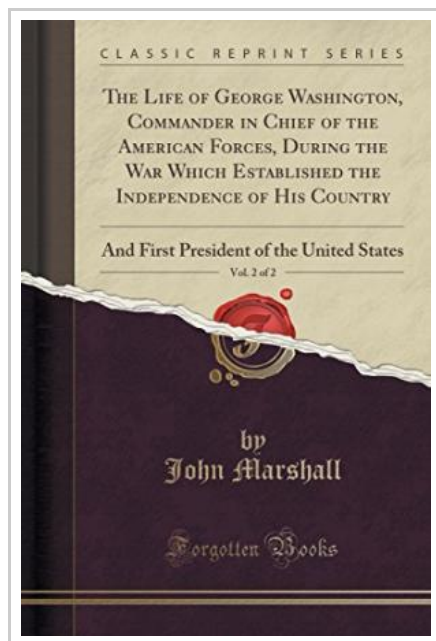 CLASSIC REPRINT SERIES
THE LIFE OF GEORGE WASHINGTON,
COMMANDER IN CHIEF OF THE
AMERICAN FORCES, DURING THE
WAR WHICH ESTABLISHED THE
INDEPENDENCE OF HIS COUNTRY
And First President of the United States
Vol. 2 of 2
by
John Marshall
Forgotten Books